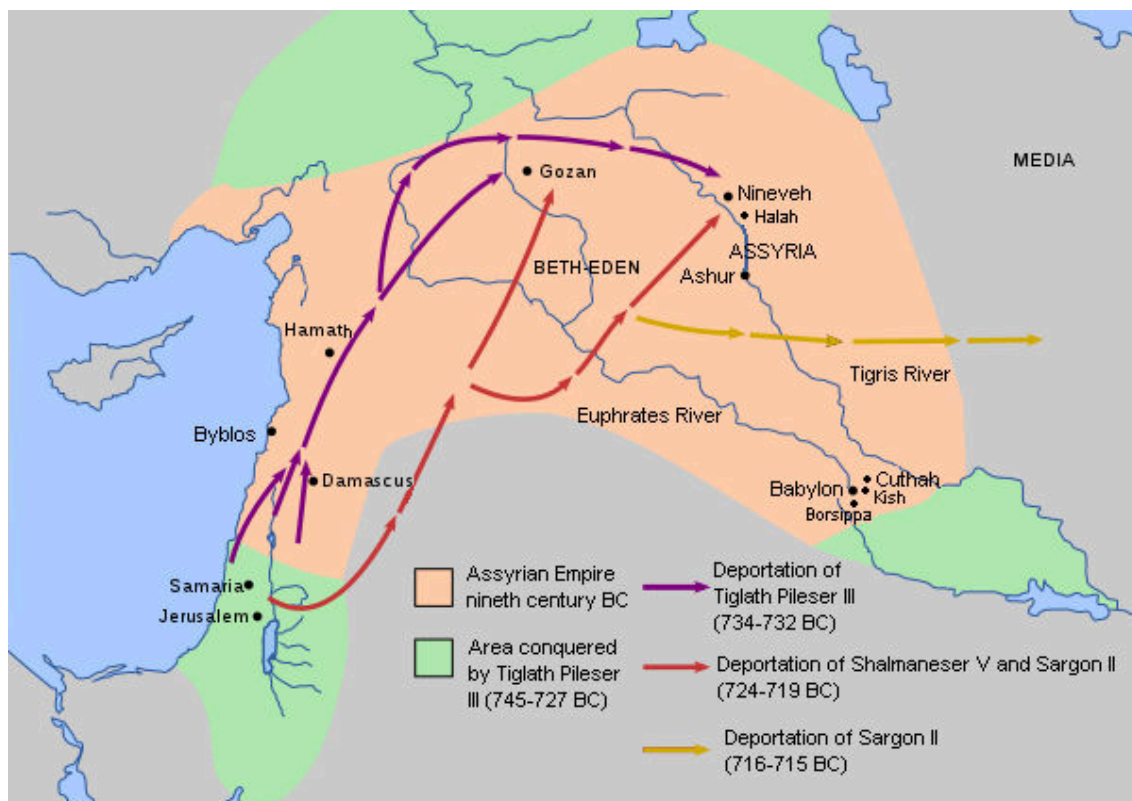 MEDIA
Gozan
Nineveh
Halah
ASSYRIA
BETH-EDEN
Ashur
Hamath
Tigris River
Euphrates River
Byblos
Damascus
Cuthah
Babylon
Kish
Borsippa
Samaria
Jerusalem
Assyrian Empire
nineth century BC
Area conquered
by Tiglath Pileser
III (745-727 BC)
Deportation of
Tiglath Pileser III
(734-732 BC)
Deportation of Shalmaneser V and Sargon II
(724-719 BC)
Deportation of Sargon II
(716-715 BC)